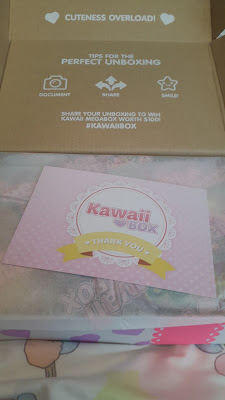 CUTENESS OVERLOAD!
TIPS FOR THE
PERFECT UNBOXING
DOCUMENT
SHARE
SMILE!
SHARE YOUR UNBOXING TO WIN
KAWAII MEGABOX WORTH $100!
#KAWAIIBOX
Kawaii
BOX
THANK YOU